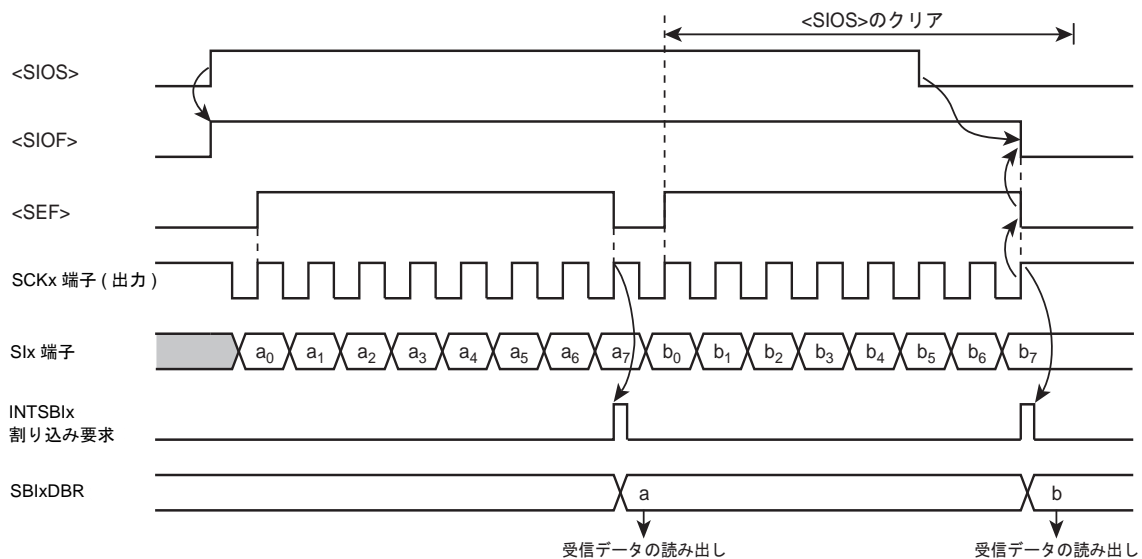 <SIOS>のクリア
<SIOS>
<SIOF>
<SEF>
SCKx 端子 ( 出力 )
SIx 端子
a0 a1 a2 a3 a4 a5 a6 a7 b0 b1 b2 b3 b4 b5 b6 b7
INTSBIx
割り込み要求
SBIxDBR
a b
受信データの読み出し 受信データの読み出し